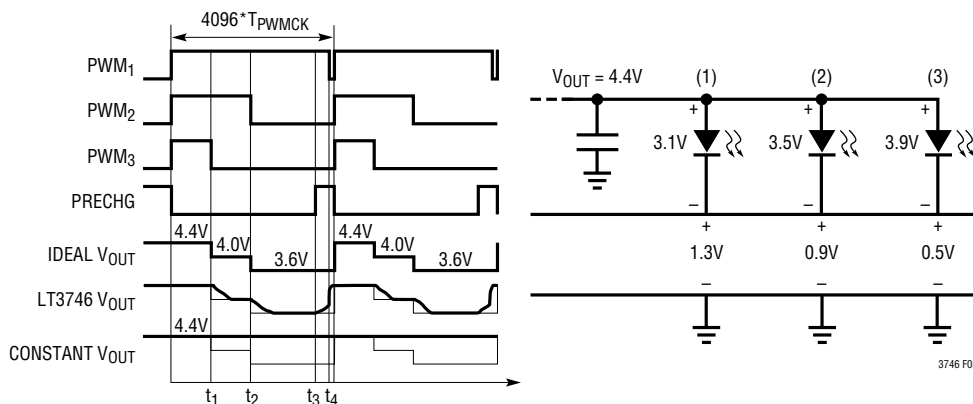 4096*TPWMCK
PWM1
PWM2
PWM3
PRECHG
IDEAL VOUT
4.4V
4.0V
3.6V
4.4V
4.0V
3.6V
LT3746 VOUT
CONSTANT VOUT
4.4V
t1
t2
t3
t4
VOUT = 4.4V
(1)
(2)
(3)
+
+
+
3.1V
3.5V
3.9V
–
–
–
+
+
+
1.3V
0.9V
0.5V
–
–
–